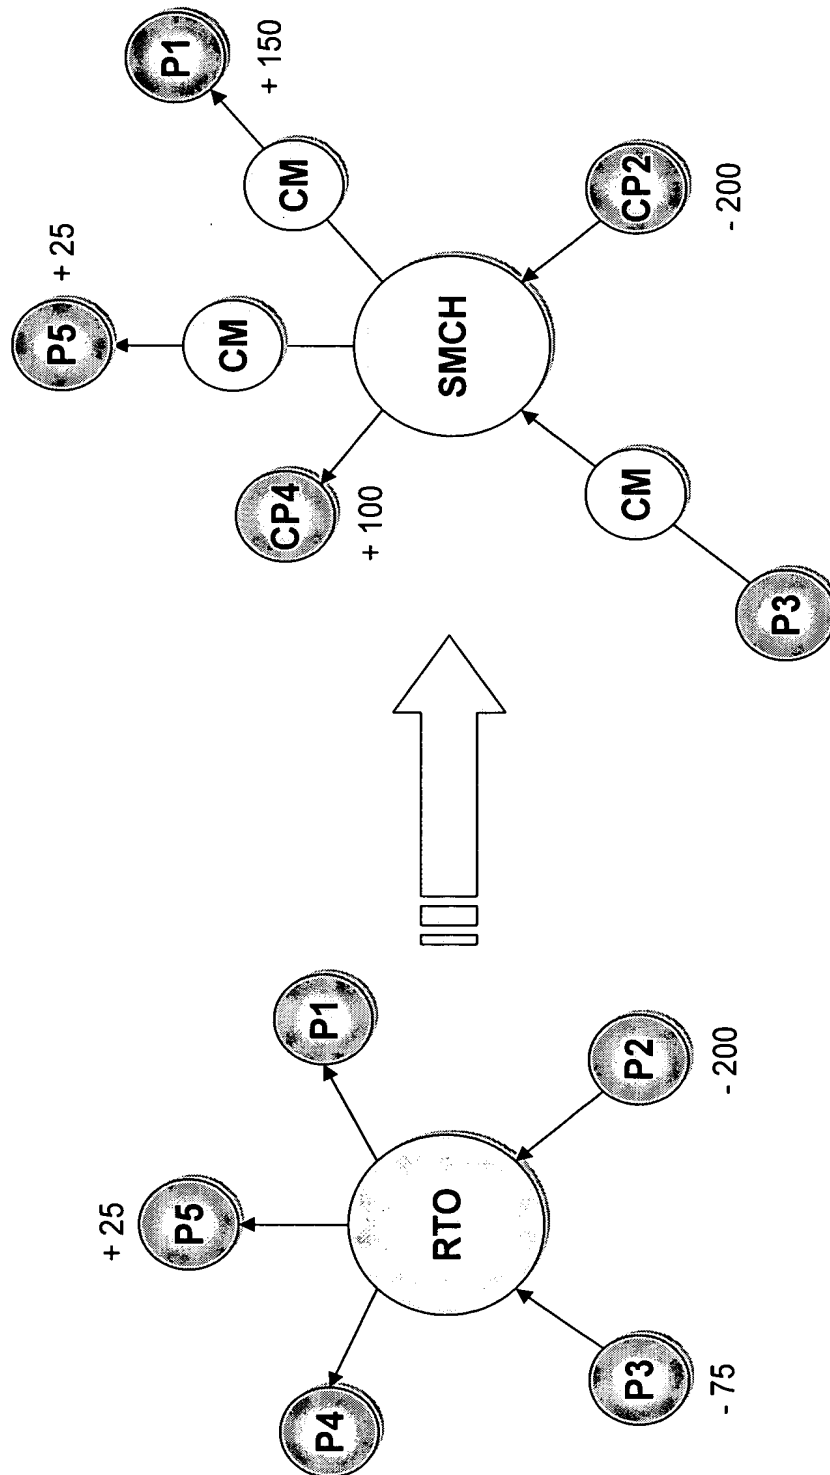 P5
+ 25
P4
P1
RTO
P3
- 75
P2
- 200
P5
+ 25
P1
+ 150
CM
CM
CP4
+ 100
SMCH
CM
P3
CP2
- 200